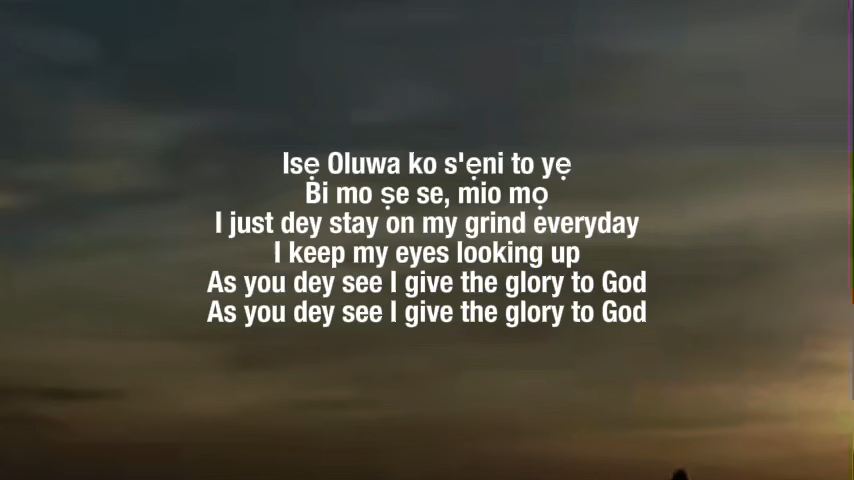 Isẹ Oluwa ko s'ẹni to yẹ
Bi mo ṣe se, mio mọ
I just dey stay on my grind everyday
I keep my eyes looking up
As you dey see I give the glory to God
As you dey see I give the glory to God